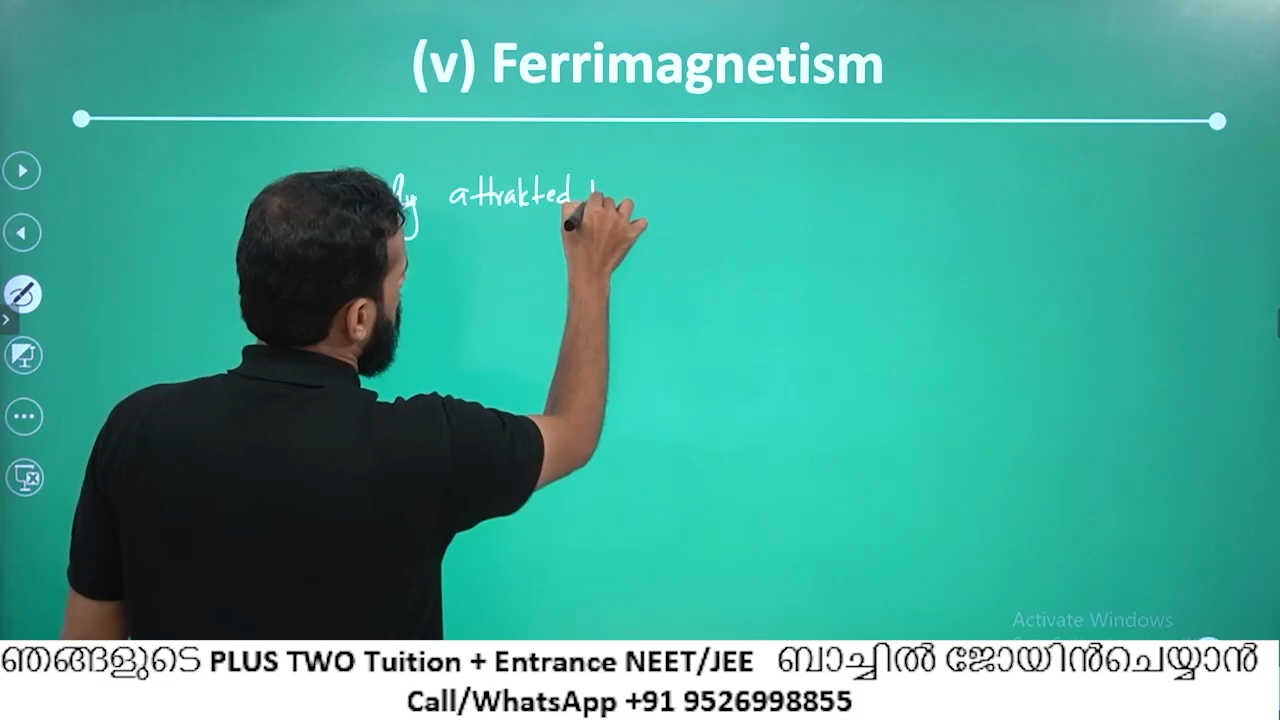 (v) Ferrimagnetism
attrakted
Activate Windows
ഞങ്ങളുടെ PLUS TWO Tuition + Entrance NEET/JEE ബാച്ചിൽ ജോയിൻചെയ്യാൻ
Call/WhatsApp +91 9526998855